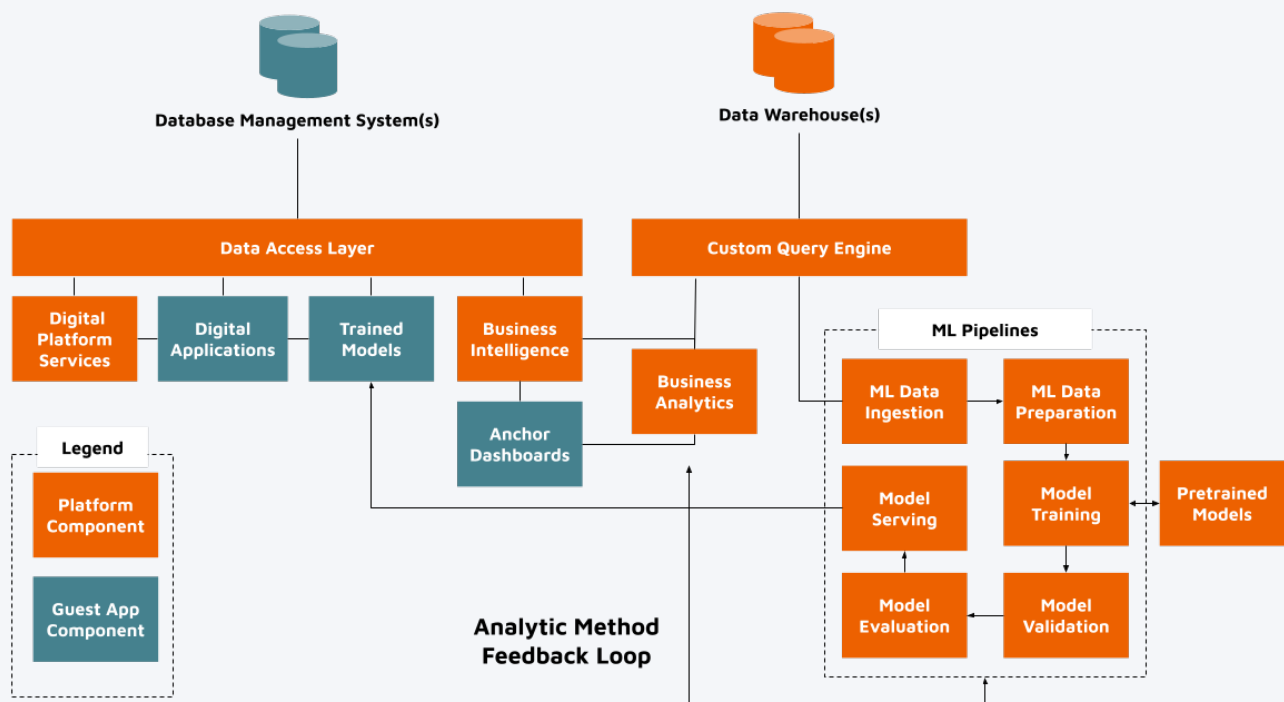 Database Management System(s)
Data Warehouse(s)
Data Access Layer
Custom Query Engine
Digital
Platform
Services
Digital
Applications
Trained
Models
Business
Intelligence
Business
Analytics
Anchor
Dashboards
ML Pipelines
ML Data
Ingestion
ML Data
Preparation
Model
Serving
Model
Training
Pretrained
Models
Model
Evaluation
Model
Validation
Legend
Platform
Component
Guest App
Component
Analytic Method
Feedback Loop